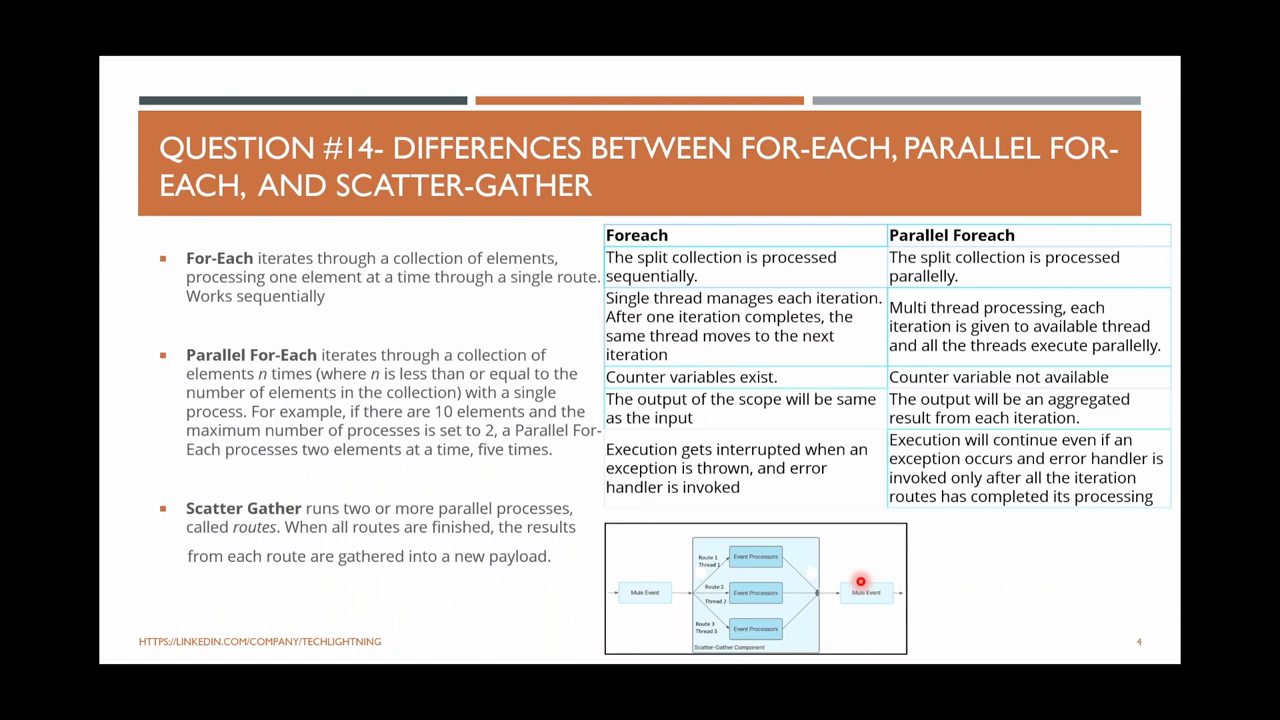 QUESTION #14- DIFFERENCES BETWEEN FOR-EACH, PARALLEL FOR-
EACH, AND SCATTER-GATHER
For-Each iterates through a collection of elements,
processing one element at a time through a single route.
Works sequentially
Parallel For-Each iterates through a collection of
elements n times (where n is less than or equal to the
number of elements in the collection) with a single
process. For example, if there are 10 elements and the
maximum number of processes is set to 2, a Parallel For-
Each processes two elements at a time, five times.
Scatter Gather runs two or more parallel processes,
called routes. When all routes are finished, the results
from each route are gathered into a new payload.
Foreach
Parallel Foreach
The split collection is processed
sequentially.
The split collection is processed
parallelly.
Single thread manages each iteration.
After one iteration completes, the
same thread moves to the next
iteration
Multi thread processing, each
iteration is given to available thread
and all the threads execute parallelly.
Counter variables exist.
Counter variable not available
The output of the scope will be same
as the input
The output will be an aggregated
result from each iteration.
Execution gets interrupted when an
exception is thrown, and error
handler is invoked
Execution will continue even if an
exception occurs and error handler is
invoked only after all the iteration
routes has completed its processing
Mule Event
Route 1
Thread 1
Event Processors
Route 2
Thread 2
Event Processors
Route 3
Thread 3
Event Processors
Scatter-Gather Component
Mule Event
HTTPS://LINKEDIN.COM/COMPANY/TECHLIGHTNING
4